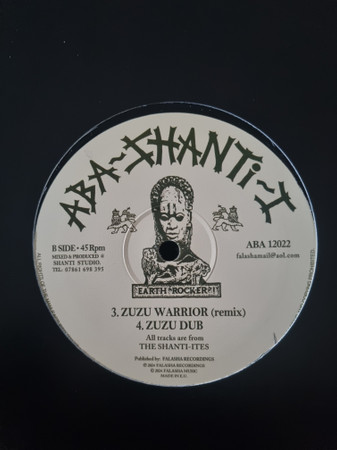 ABA~SHANTI~I
B SIDE • 45 Rpm
MIXED & PRODUCED @
SHANTI STUDIO.
TEL: 07861 698 395
ABA 12022
falashamail@aol.com
EARTH ROCKER!!
3. ZUZU WARRIOR (remix)
4. ZUZU DUB
All tracks are from
THE SHANTI-ITES
Published by: FALASHA RECORDINGS
FALASHA RECORDINGS
FALASHA MUSIC
MADE IN E.U